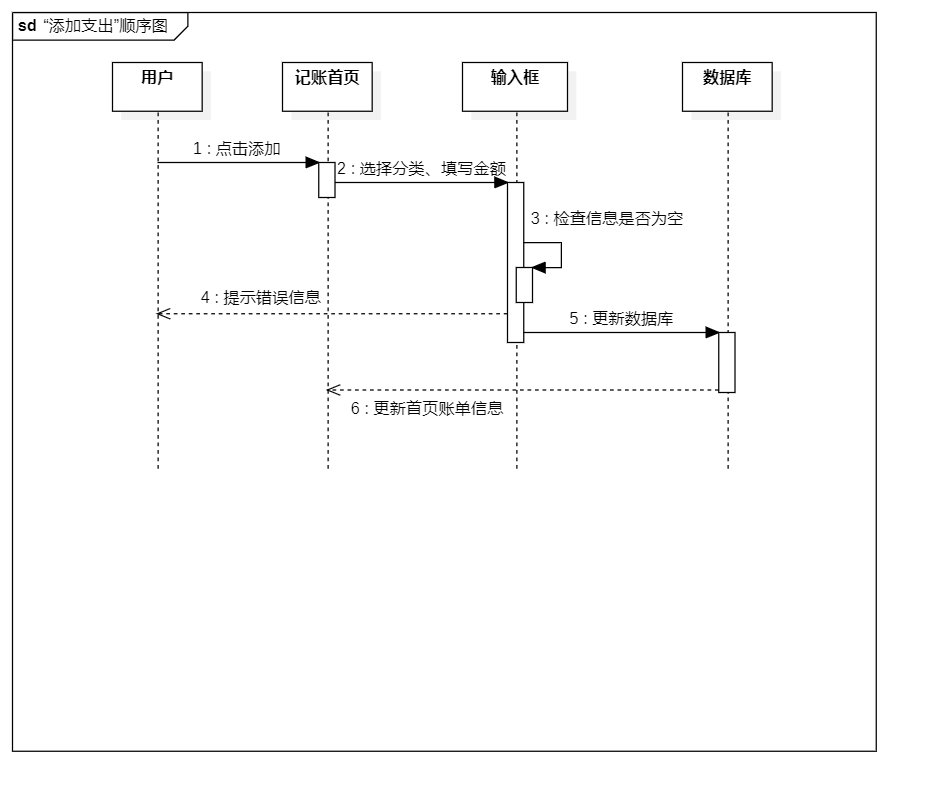 sd “添加支出”顺序图
用户
记账首页
输入框
数据库
1 : 点击添加
2 : 选择分类、填写金额
3 : 检查信息是否为空
4 : 提示错误信息
5 : 更新数据库
6 : 更新首页账单信息